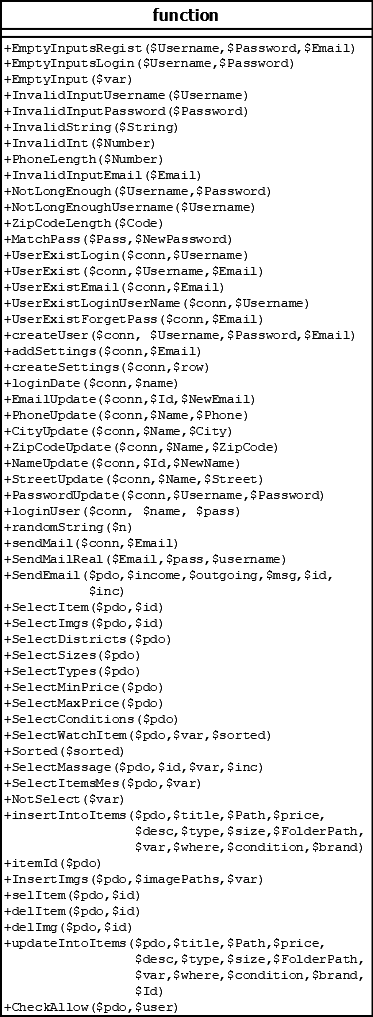 function
+EmptyInputsRegist($Username,$Password,$Email)
+EmptyInputsLogin($Username,$Password)
+EmptyInput($var)
+InvalidInputUsername($Username)
+InvalidInputPassword($Password)
+InvalidString($String)
+InvalidInt($Number)
+PhoneLength($Number)
+InvalidInputEmail($Email)
+NotLongEnough($Username,$Password)
+NotLongEnoughUsername($Username)
+ZipCodeLength($Code)
+MatchPass($Pass,$NewPassword)
+UserExistLogin($conn,$Username)
+UserExist($conn,$Username,$Email)
+UserExistEmail($conn,$Email)
+UserExistLoginUserName($conn,$Username)
+UserExistForgetPass($conn,$Email)
+createUser($conn, $Username,$Password,$Email)
+addSettings($conn,$Email)
+createSettings($conn,$row)
+loginDate($conn,$name)
+EmailUpdate($conn,$Id,$NewEmail)
+PhoneUpdate($conn,$Name,$Phone)
+CityUpdate($conn,$Name,$City)
+ZipCodeUpdate($conn,$Name,$ZipCode)
+NameUpdate($conn,$Id,$NewName)
+StreetUpdate($conn,$Name,$Street)
+PasswordUpdate($conn,$Username,$Password)
+loginUser($conn, $name, $pass)
+randomString($n)
+sendMail($conn,$Email)
+SendMailReal($Email,$pass,$username)
+SendEmail($pdo,$income,$outgoing,$msg,$id,
$inc)
+SelectItem($pdo,$id)
+SelectImgs($pdo,$id)
+SelectDistricts($pdo)
+SelectSizes($pdo)
+SelectTypes($pdo)
+SelectMinPrice($pdo)
+SelectMaxPrice($pdo)
+SelectConditions($pdo)
+SelectWatchItem($pdo,$var,$sorted)
+Sorted($sorted)
+SelectMassage($pdo,$id,$var,$inc)
+SelectItemsMes($pdo,$var)
+NotSelect($var)
+insertIntoItems($pdo,$title,$Path,$price,
$desc,$type,$size,$FolderPath,
$var,$where,$condition,$brand)
+itemId($pdo)
+InsertImgs($pdo,$imagePaths,$var)
+selItem($pdo,$id)
+delItem($pdo,$id)
+delImg($pdo,$id)
+updateIntoItems($pdo,$title,$Path,$price,
$desc,$type,$size,$FolderPath,
$var,$where,$condition,$brand,
$Id)
+CheckAllow($pdo,$user)